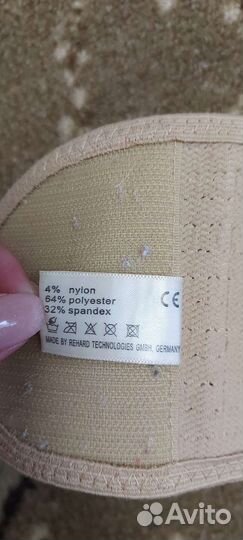 4% nylon
64% polyester
32% spandex
CE
MADE BY REHARD TECHNOLOGIES GMBH, GERMANY
Avito